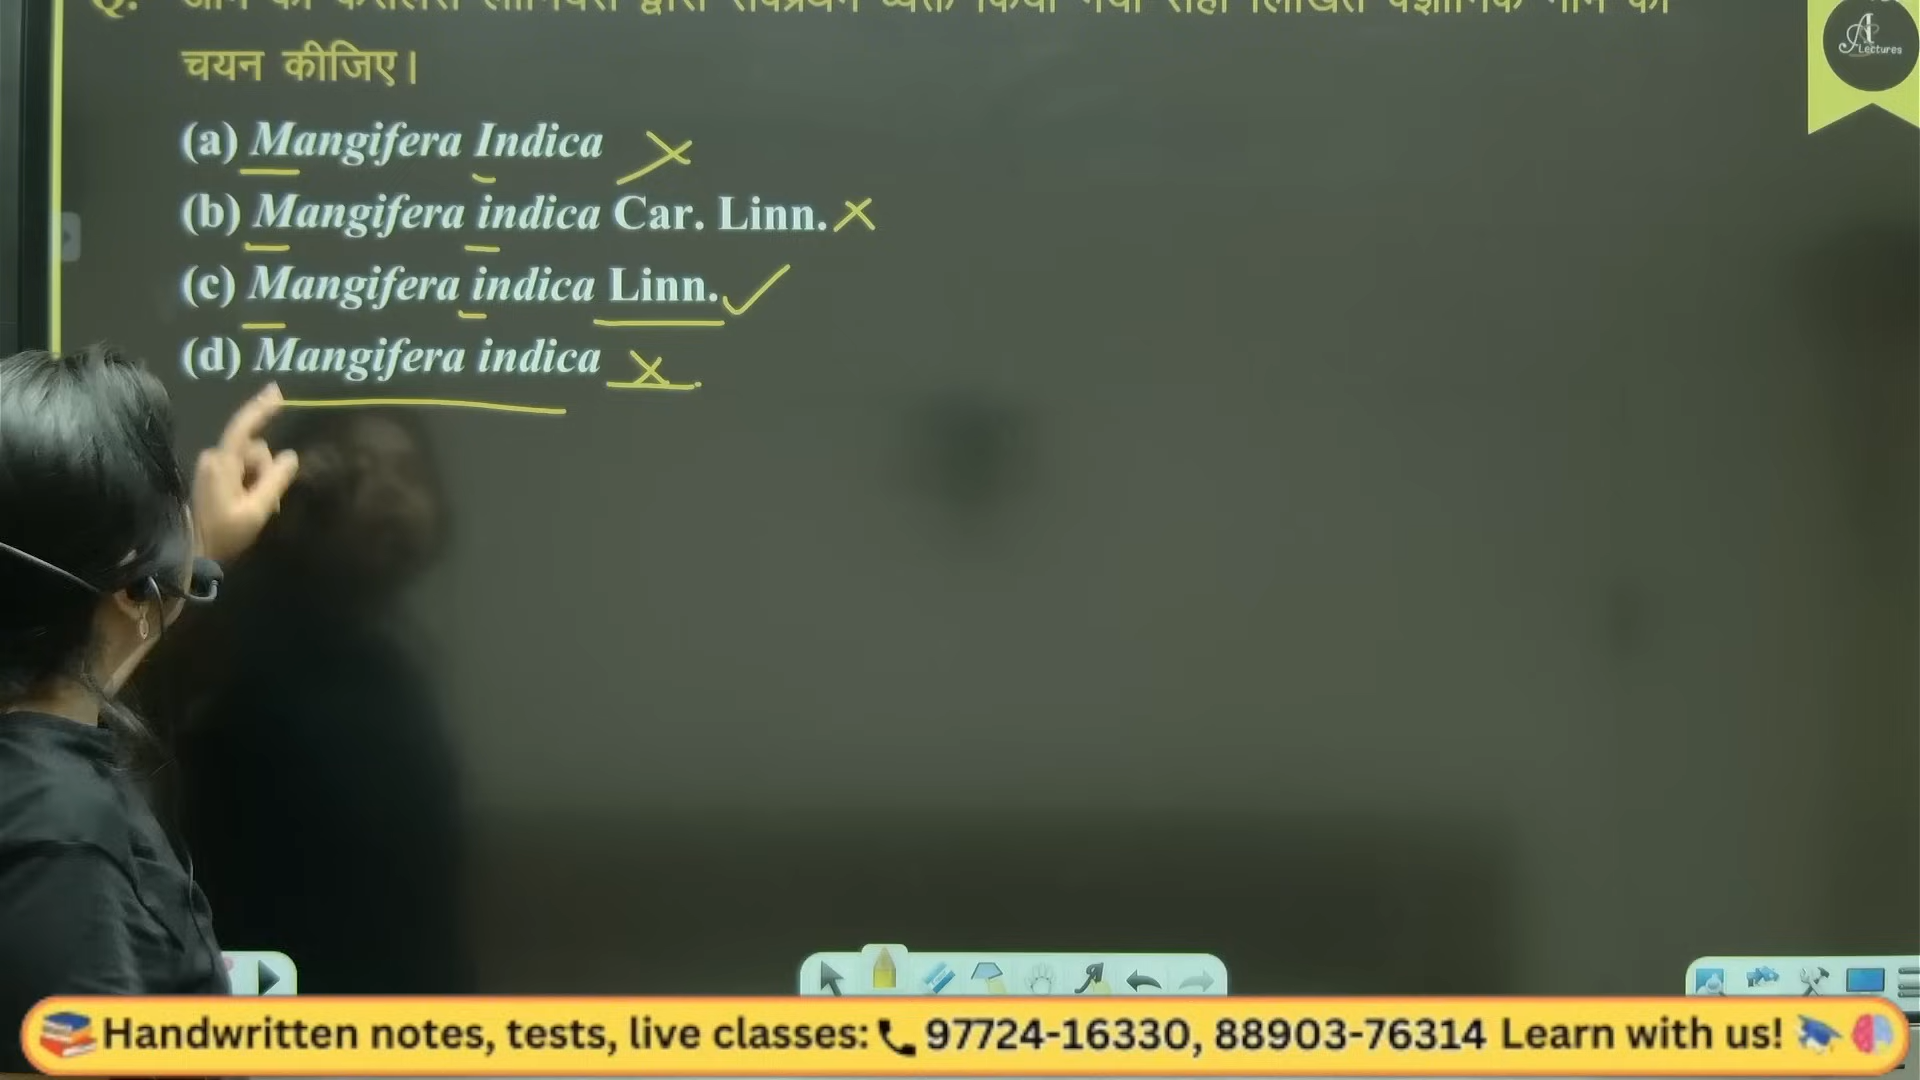 चयन कीजिए।
(a) Mangifera Indica
(b) Mangifera indica Car. Linn.
(c) Mangifera indica Linn.
(d) Mangifera indica
A
Lectures
Handwritten notes, tests, live classes: 97724-16330, 88903-76314 Learn with us!